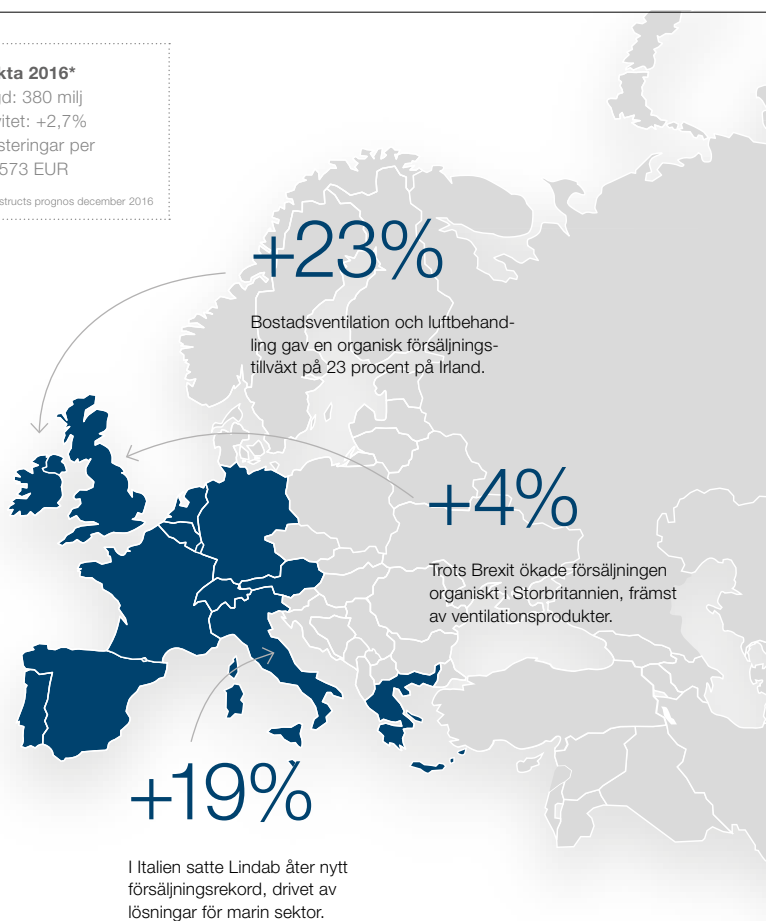 kta 2016*
d: 380 milj
itet: +2,7%
steringar per
573 EUR
structs prognos december 2016
+23%
Bostadsventilation och luftbehand-
ling gav en organisk försäljnings-
tillväxt på 23 procent på Irland.
+4%
Trots Brexit ökade försäljningen
organiskt i Storbritannien, främst
av ventilationsprodukter.
+19%
I Italien satte Lindab åter nytt
försäljningsrekord, drivet av
lösningar för marin sektor.